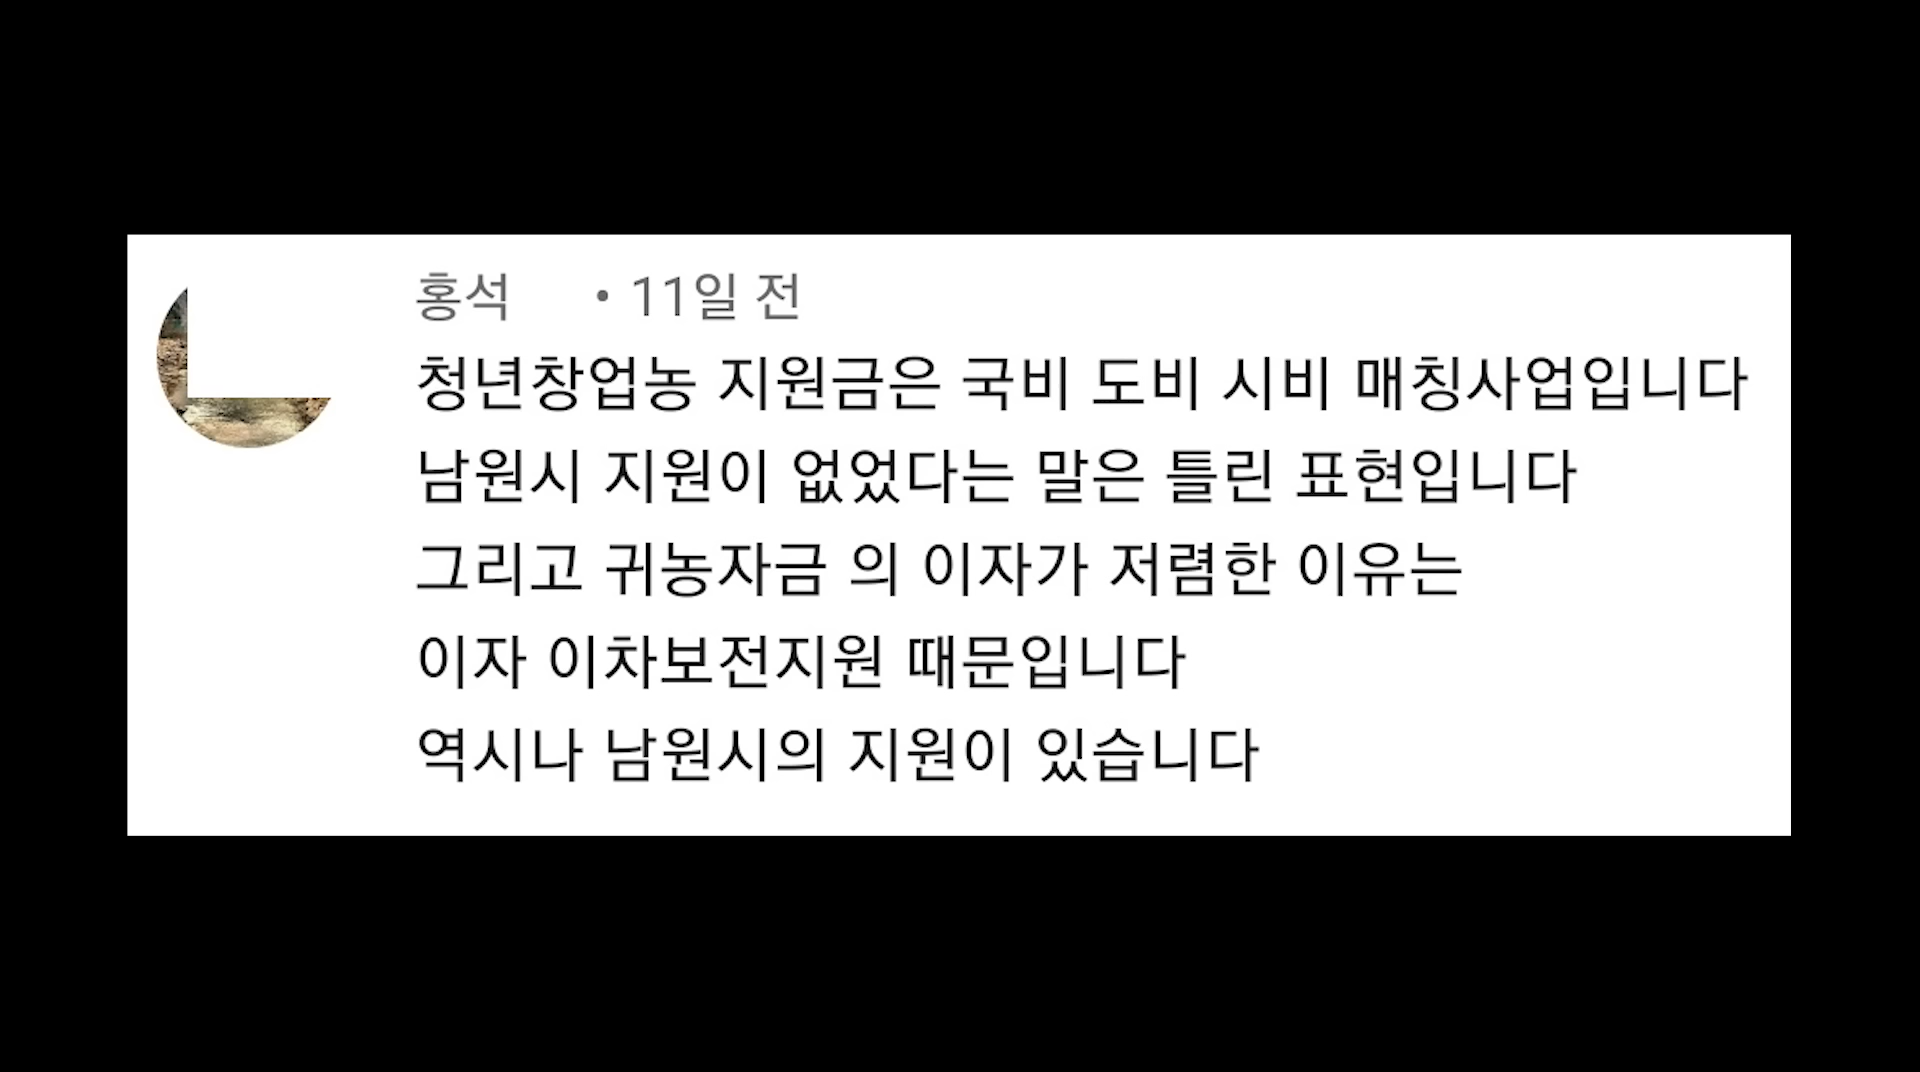 홍석 • 11일 전
청년창업농 지원금은 국비 도비 시비 매칭사업입니다
남원시 지원이 없었다는 말은 틀린 표현입니다
그리고 귀농자금 의 이자가 저렴한 이유는
이자 이차보전지원 때문입니다
역시나 남원시의 지원이 있습니다